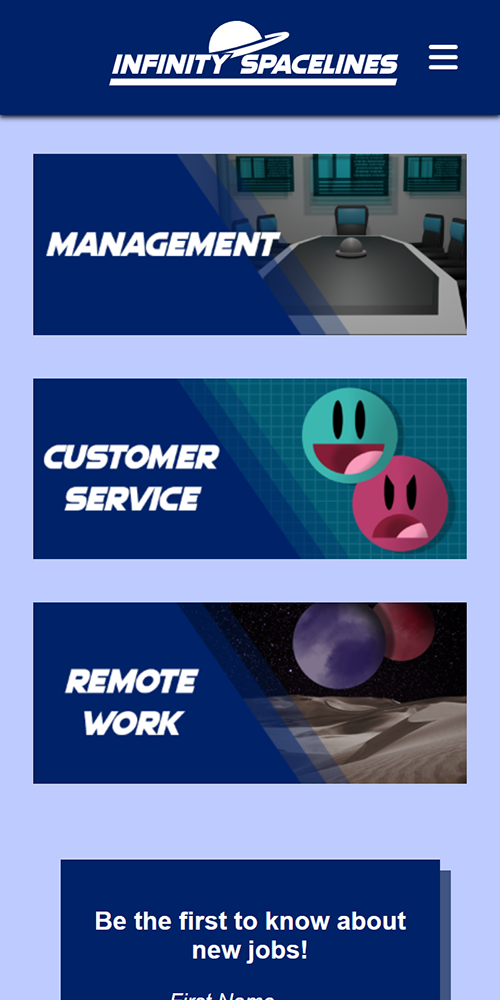 INFINITY SPACELINES
MANAGEMENT
CUSTOMER
SERVICE
REMOTE
WORK
Be the first to know about
new jobs!
First Name